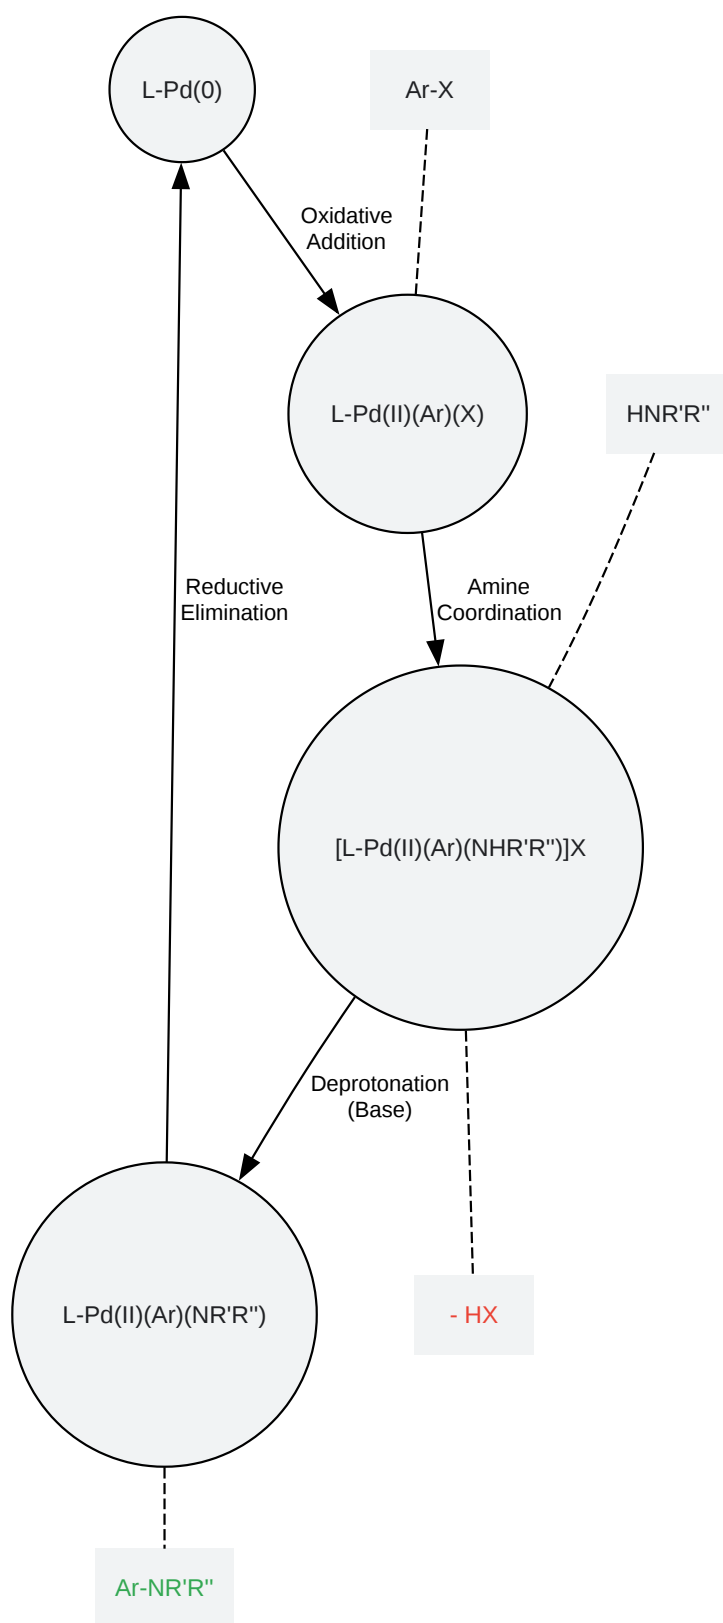 L-Pd(0)
Ar-X
Oxidative
Addition
L-Pd(II)(Ar)(X)
HNR'R''
Reductive
Elimination
Amine
Coordination
[L-Pd(II)(Ar)(NHR'R'')]X
Deprotonation
(Base)
L-Pd(II)(Ar)(NR'R'')
- HX
Ar-NR'R''